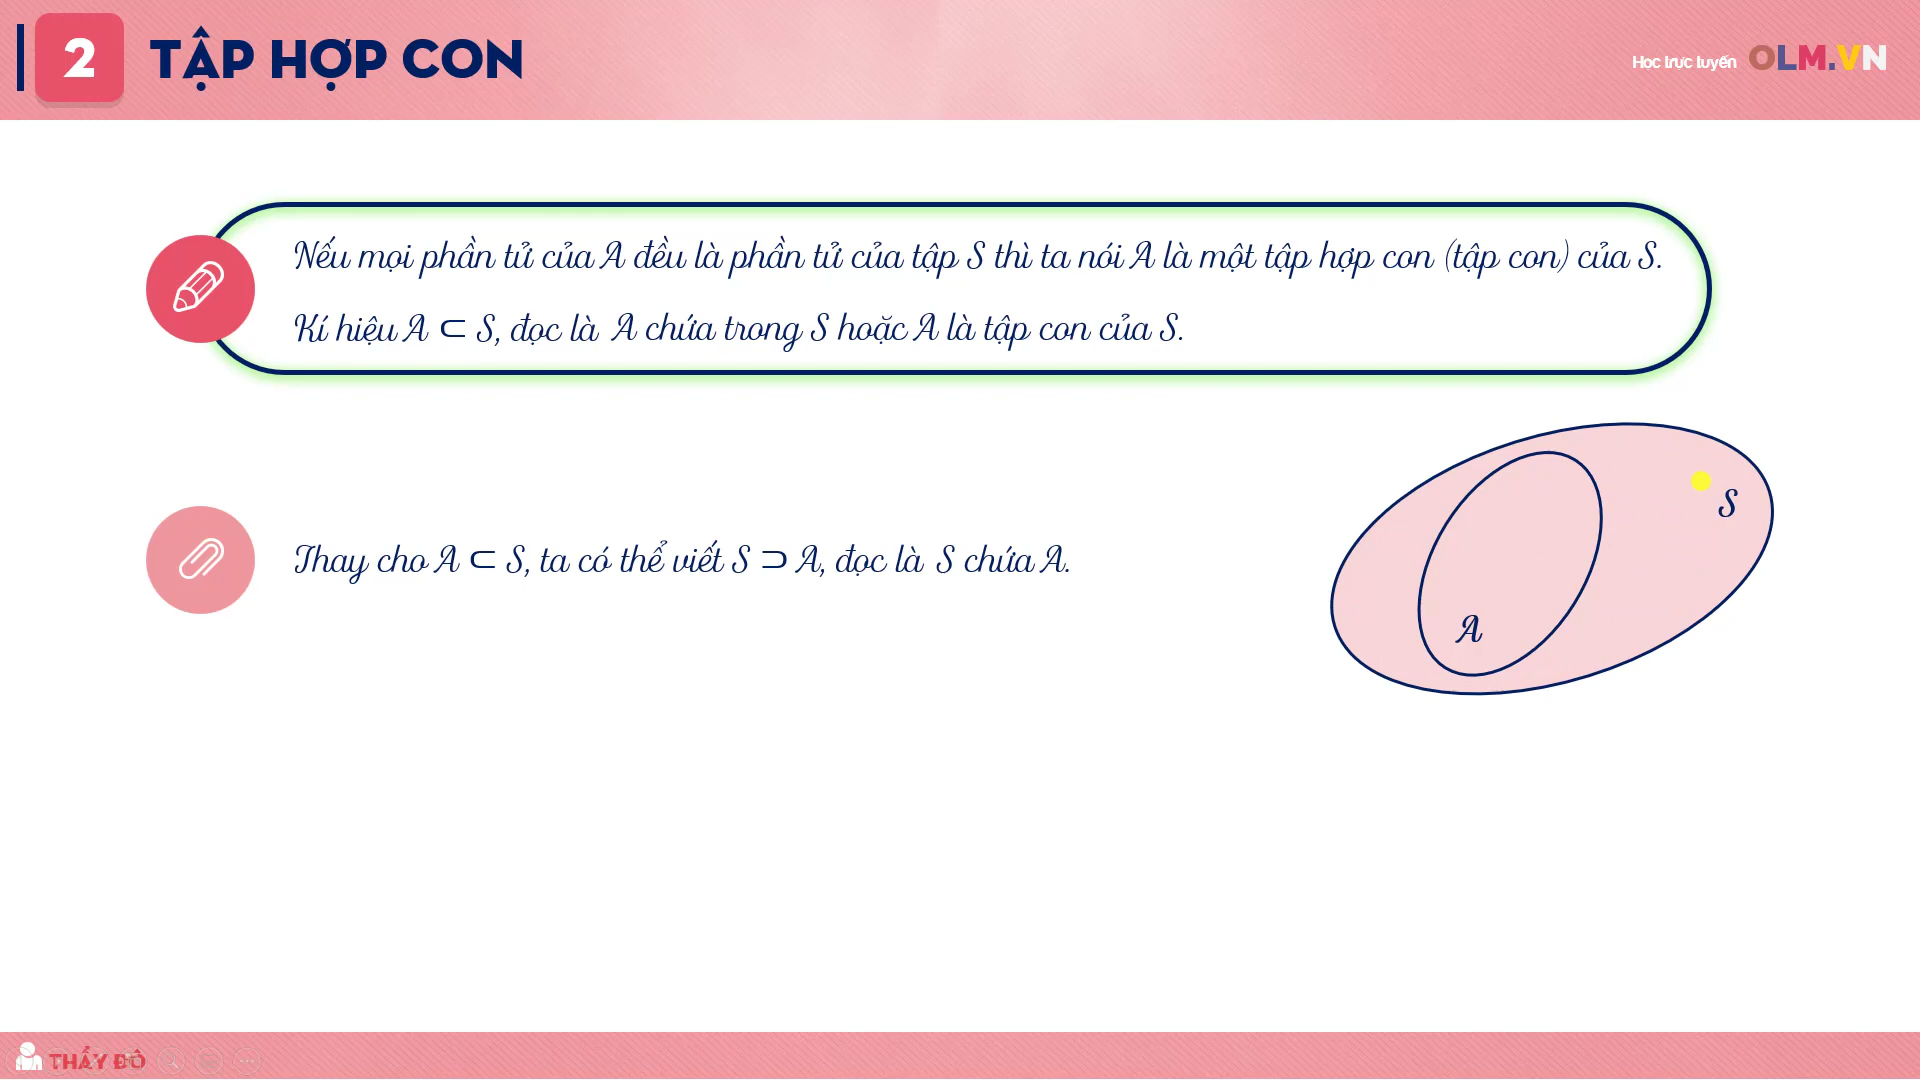 2 TẬP HỢP CON
Học trực tuyến OLM.VN
Nếu mọi phần tử của A đều là phần tử của tập S thì ta nói A là một tập hợp con (tập con) của S.
Kí hiệu A ⊂ S, đọc là A chứa trong S hoặc A là tập con của S.
Thay cho A ⊂ S, ta có thể viết S ⊃ A, đọc là S chứa A.
S
A
THẦY ĐÔ